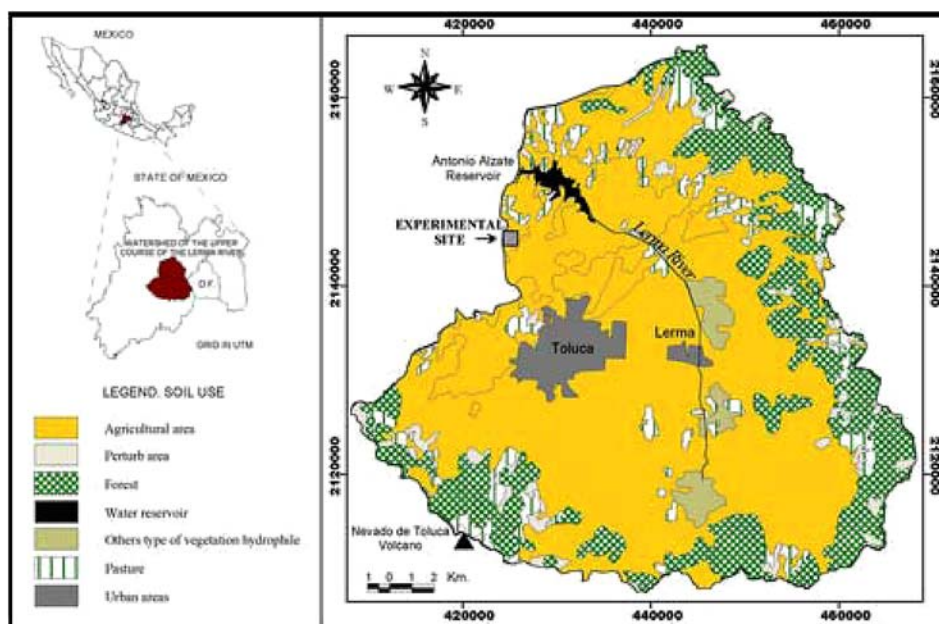 MEXICO
STATE OF MEXICO
WATERSHED OF THE UPPER
COURSE OF THE LERMA RIVER
D.F.
GRID IN UTM
LEGEND. SOIL USE
Agricultural area
Perturb area
Forest
Water reservoir
Others type of vegetation hydrophile
Pasture
Urban areas
420000 440000 460000
2160000 2160000
2140000 2140000
2120000 2120000
N
W E
S
Antonio Alzate
Reservoir
EXPERIMENTAL
SITE
Lerma River
Toluca
Lerma
Nevado de Toluca
Volcano
1 0 1 2 Km.
420000 440000 460000